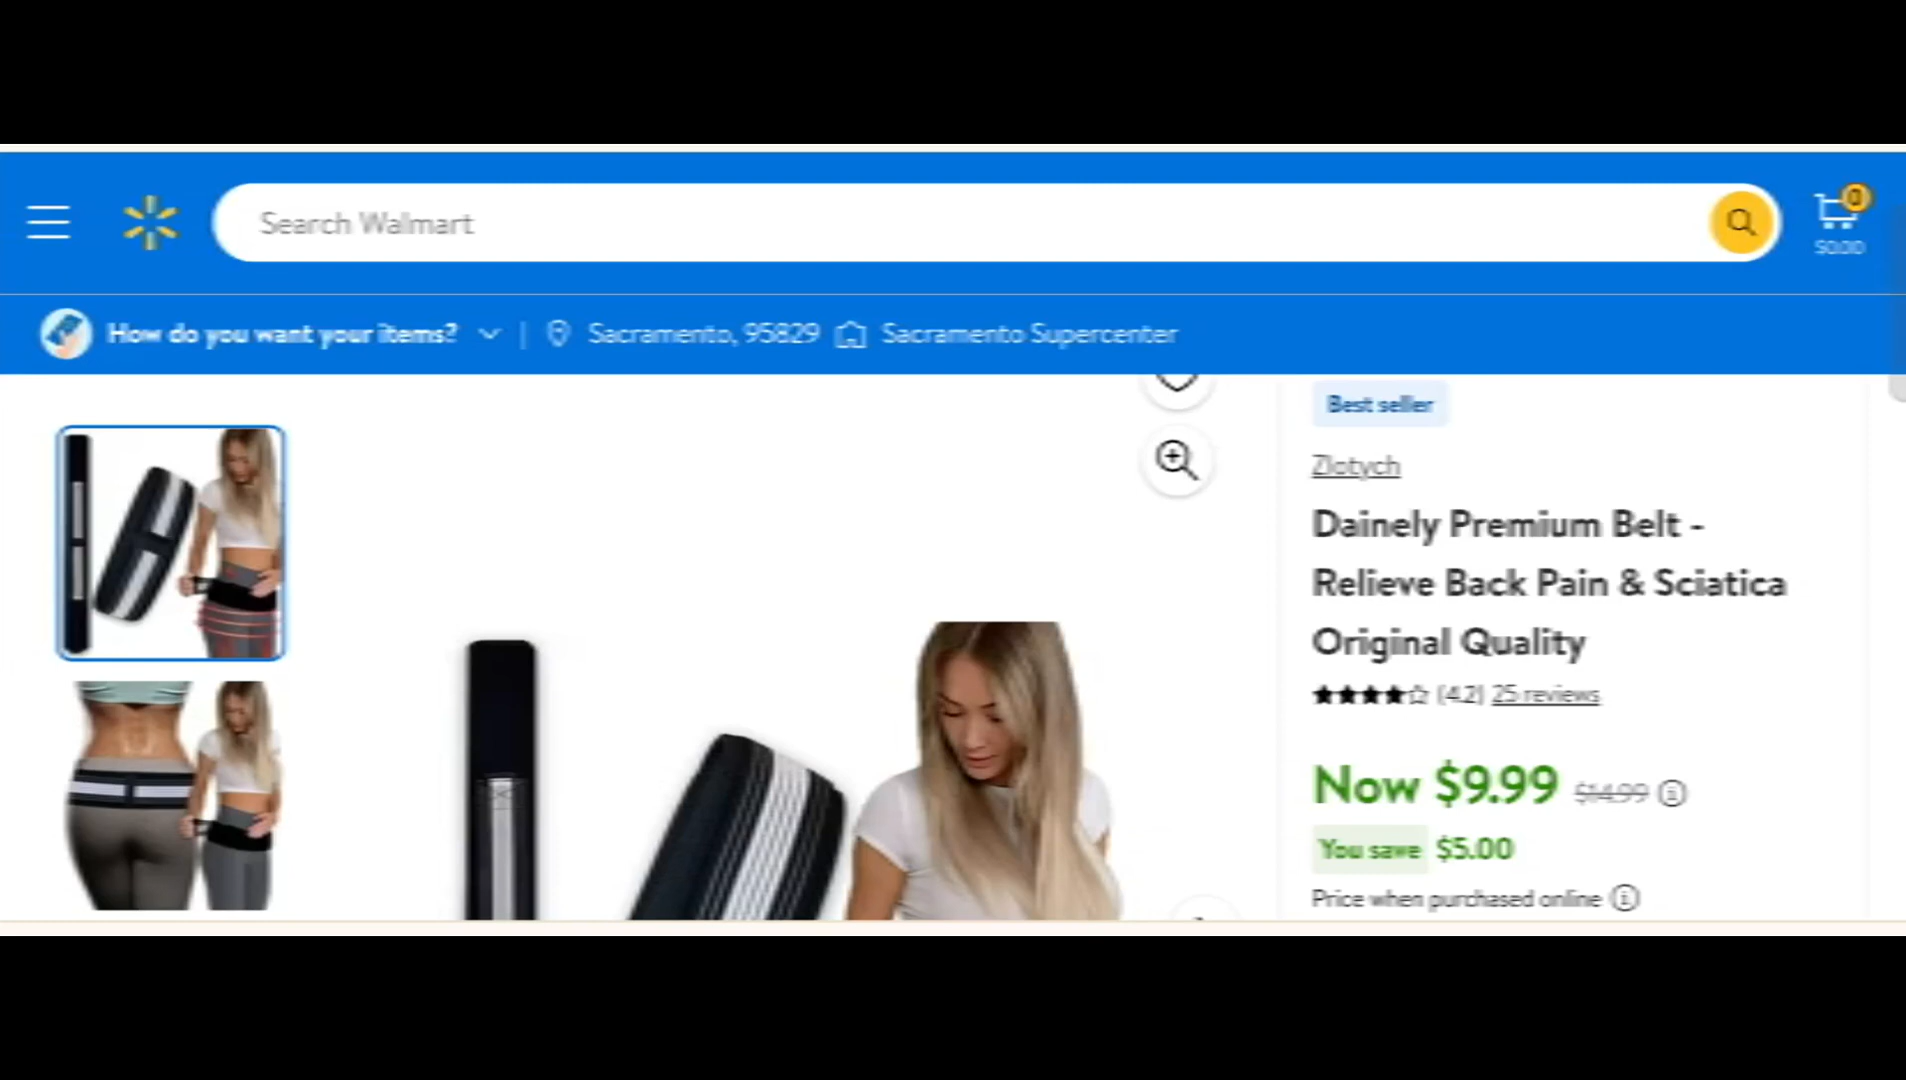 Search Walmart
0
$0.00
How do you want your items? | Sacramento, 95829 Sacramento Supercenter
Best seller
Zlotych
Dainely Premium Belt -
Relieve Back Pain & Sciatica
Original Quality
(4.2) 25 reviews
Now $9.99 $14.99
You save $5.00
Price when purchased online